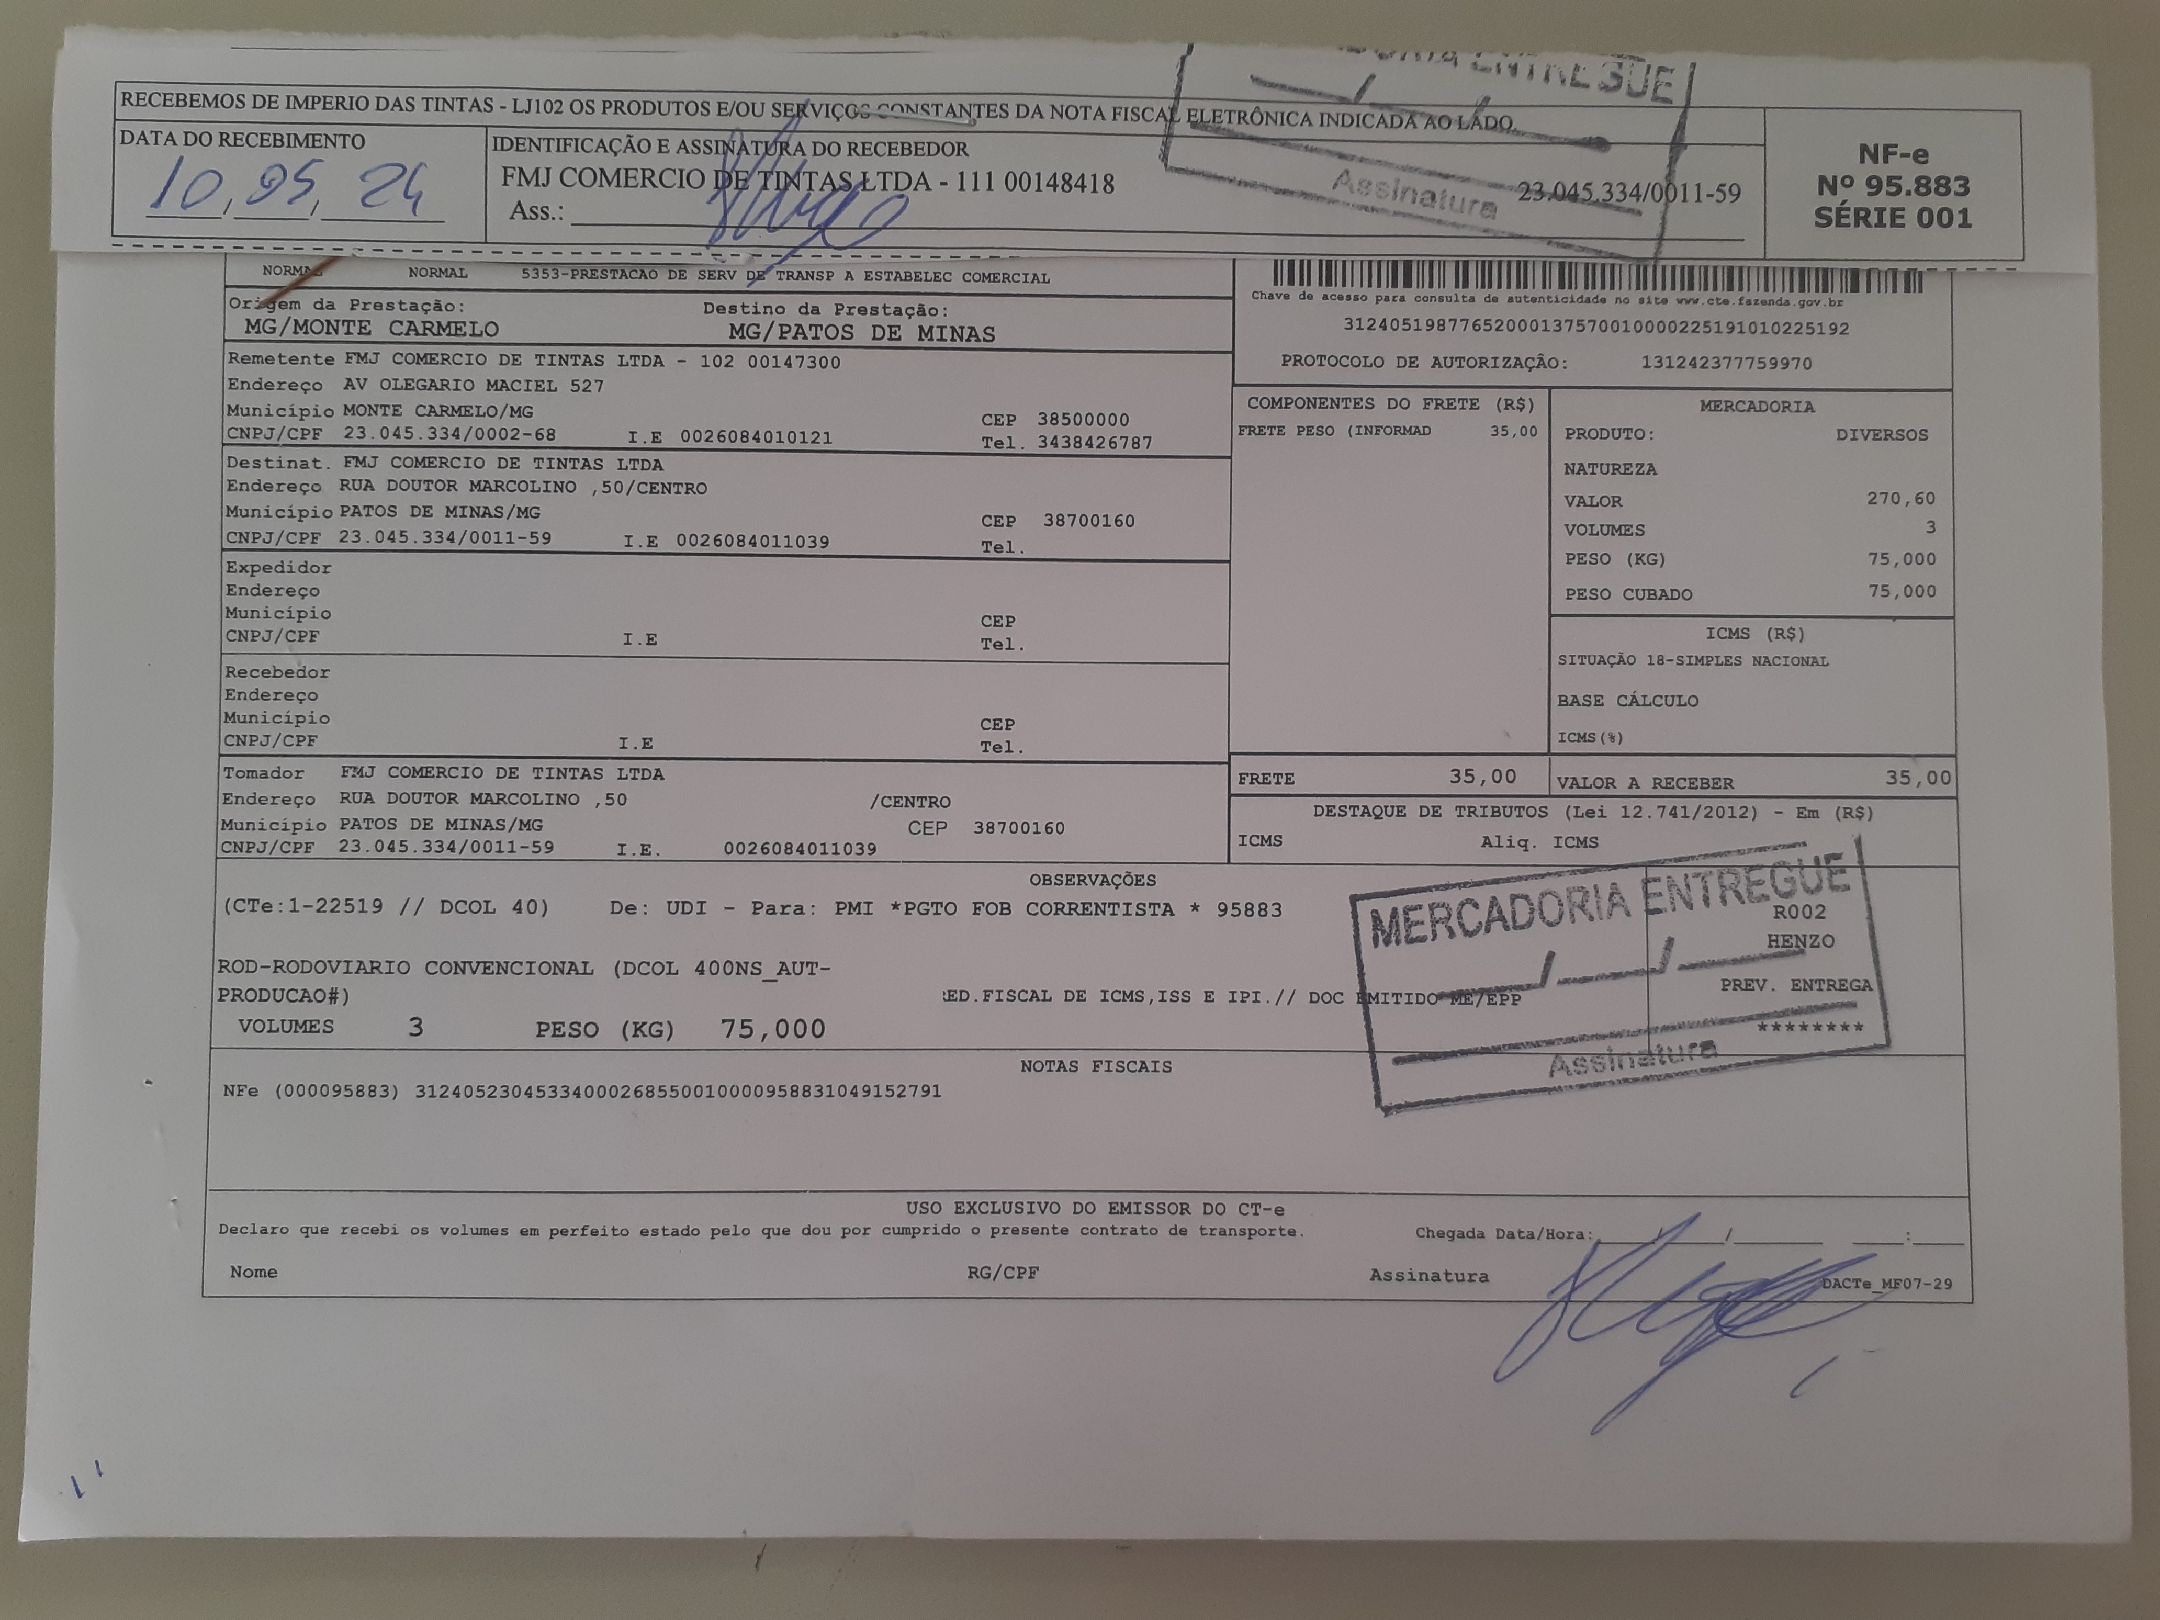 RECEBEMOS DE IMPERIO DAS TINTAS - LJ102 OS PRODUTOS E/OU SERVIÇOS CONSTANTES DA NOTA FISCAL ELETRÔNICA INDICADA AO LADO
ENTREGUE
DATA DO RECEBIMENTO
10, 05, 24
IDENTIFICAÇÃO E ASSINATURA DO RECEBEDOR
FMJ COMERCIO DE TINTAS LTDA - 111 00148418
23.045.334/0011-59
Ass.:
Assinatura
NF-e
Nº 95.883
SÉRIE 001
NORMAL NORMAL 5353-PRESTACAO DE SERV DE TRANSP A ESTABELEC COMERCIAL
Origem da Prestação: Destino da Prestação:
MG/MONTE CARMELO MG/PATOS DE MINAS
Chave de acesso para consulta de autenticidade no site www.cte.fazenda.gov.br
31240519877652000137570010000225191010225192
PROTOCOLO DE AUTORIZAÇÂO: 131242377759970
Remetente FMJ COMERCIO DE TINTAS LTDA - 102 00147300
Endereço AV OLEGARIO MACIEL 527
Município MONTE CARMELO/MG CEP 38500000
CNPJ/CPF 23.045.334/0002-68 I.E 0026084010121 Tel. 3438426787
Destinat. FMJ COMERCIO DE TINTAS LTDA
Endereço RUA DOUTOR MARCOLINO ,50/CENTRO
Município PATOS DE MINAS/MG CEP 38700160
CNPJ/CPF 23.045.334/0011-59 I.E 0026084011039 Tel.
Expedidor
Endereço
Município CEP
CNPJ/CPF I.E Tel.
Recebedor
Endereço
Município CEP
CNPJ/CPF I.E Tel.
Tomador FMJ COMERCIO DE TINTAS LTDA
Endereço RUA DOUTOR MARCOLINO ,50 /CENTRO
Município PATOS DE MINAS/MG CEP 38700160
CNPJ/CPF 23.045.334/0011-59 I.E. 0026084011039
COMPONENTES DO FRETE (R$)
FRETE PESO (INFORMAD 35,00
MERCADORIA
PRODUTO: DIVERSOS
NATUREZA
VALOR 270,60
VOLUMES 3
PESO (KG) 75,000
PESO CUBADO 75,000
ICMS (R$)
SITUAÇÃO 18-SIMPLES NACIONAL
BASE CÁLCULO
ICMS(%)
FRETE 35,00 VALOR A RECEBER 35,00
DESTAQUE DE TRIBUTOS (Lei 12.741/2012) - Em (R$)
ICMS Aliq. ICMS
OBSERVAÇÕES
(CTe:1-22519 // DCOL 40) De: UDI - Para: PMI *PGTO FOB CORRENTISTA * 95883
ROD-RODOVIARIO CONVENCIONAL (DCOL 400NS_AUT-
PRODUCAO#) ED.FISCAL DE ICMS,ISS E IPI.// DOC EMITIDO ME/EPP
VOLUMES 3 PESO (KG) 75,000
MERCADORIA ENTREGUE
R002
HENZO
PREV. ENTREGA
********
Assinatura
NOTAS FISCAIS
NFe (000095883) 31240523045334000268550010000958831049152791
USO EXCLUSIVO DO EMISSOR DO CT-e
Declaro que recebi os volumes em perfeito estado pelo que dou por cumprido o presente contrato de transporte.
Chegada Data/Hora: / / :
Nome RG/CPF Assinatura DACTe_MF07-29